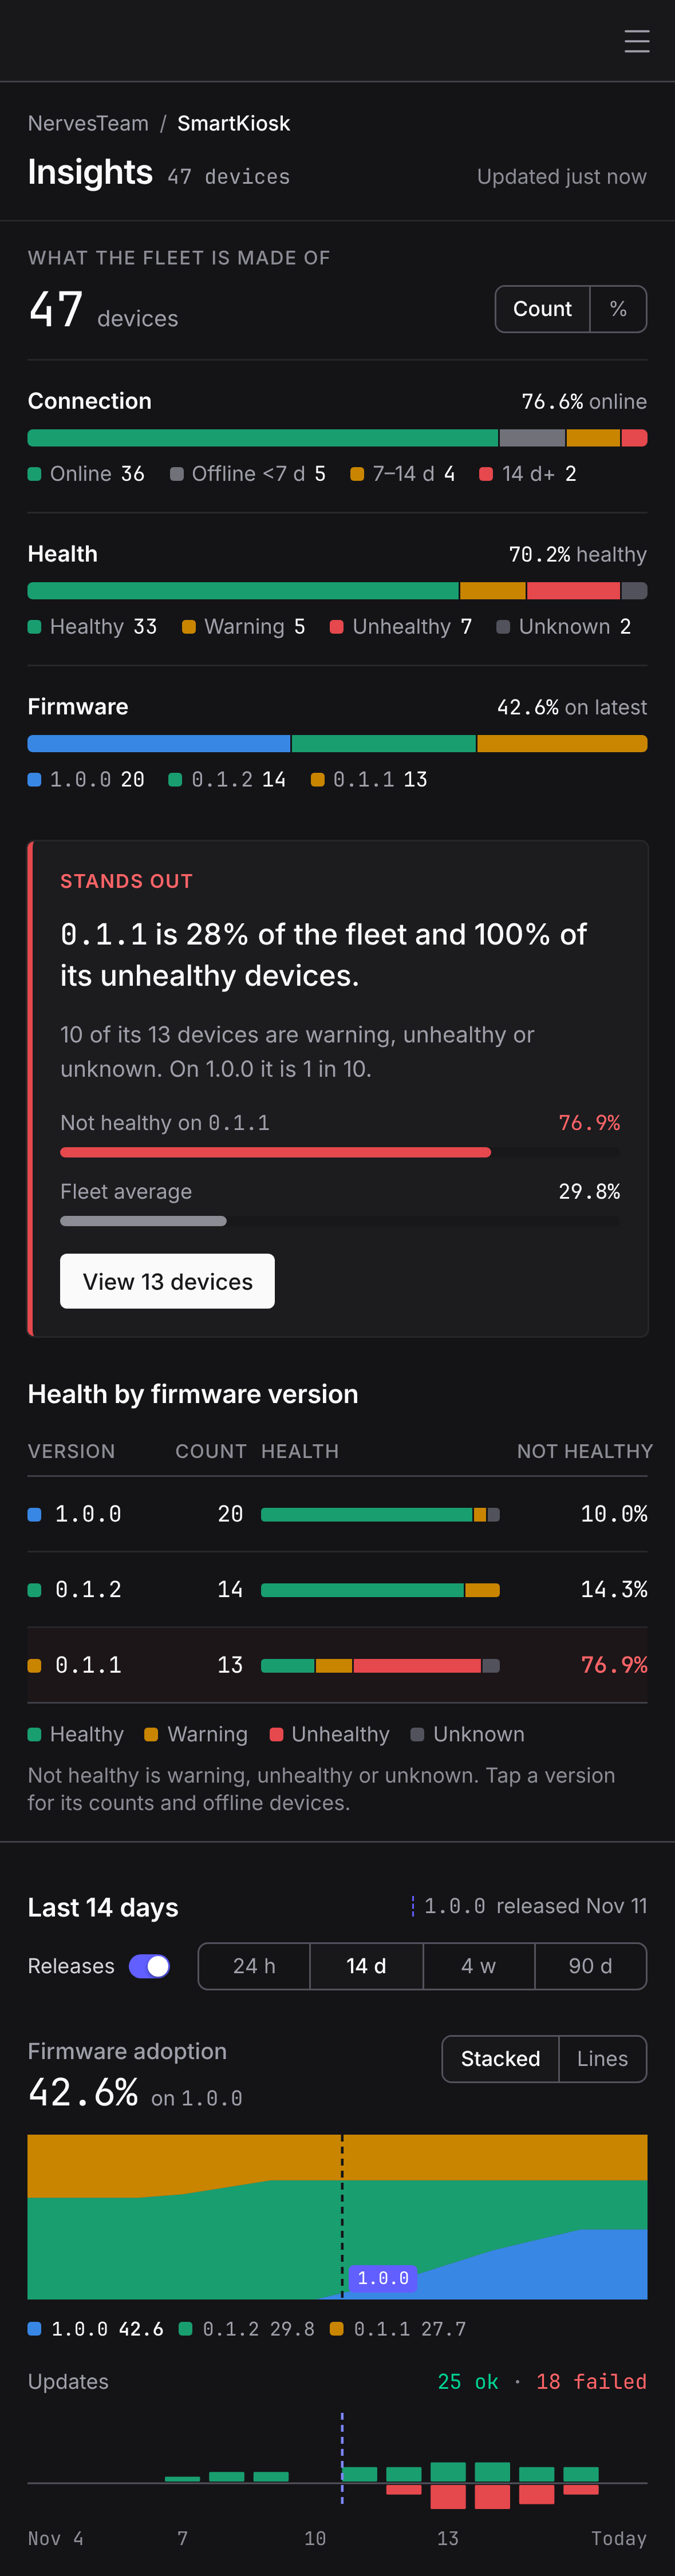 NervesTeam / SmartKiosk
Insights 47 devices Updated just now
WHAT THE FLEET IS MADE OF
47 devices Count %
Connection 76.6% online
Online 36 Offline <7 d 5 7–14 d 4 14 d+ 2
Health 70.2% healthy
Healthy 33 Warning 5 Unhealthy 7 Unknown 2
Firmware 42.6% on latest
1.0.0 20 0.1.2 14 0.1.1 13
STANDS OUT
0.1.1 is 28% of the fleet and 100% of
its unhealthy devices.
10 of its 13 devices are warning, unhealthy or
unknown. On 1.0.0 it is 1 in 10.
Not healthy on 0.1.1 76.9%
Fleet average 29.8%
View 13 devices
Health by firmware version
VERSION COUNT HEALTH NOT HEALTHY
1.0.0 20 10.0%
0.1.2 14 14.3%
0.1.1 13 76.9%
Healthy Warning Unhealthy Unknown
Not healthy is warning, unhealthy or unknown. Tap a version
for its counts and offline devices.
Last 14 days 1.0.0 released Nov 11
Releases 24 h 14 d 4 w 90 d
Firmware adoption Stacked Lines
42.6% on 1.0.0
1.0.0
1.0.0 42.6 0.1.2 29.8 0.1.1 27.7
Updates 25 ok · 18 failed
Nov 4 7 10 13 Today